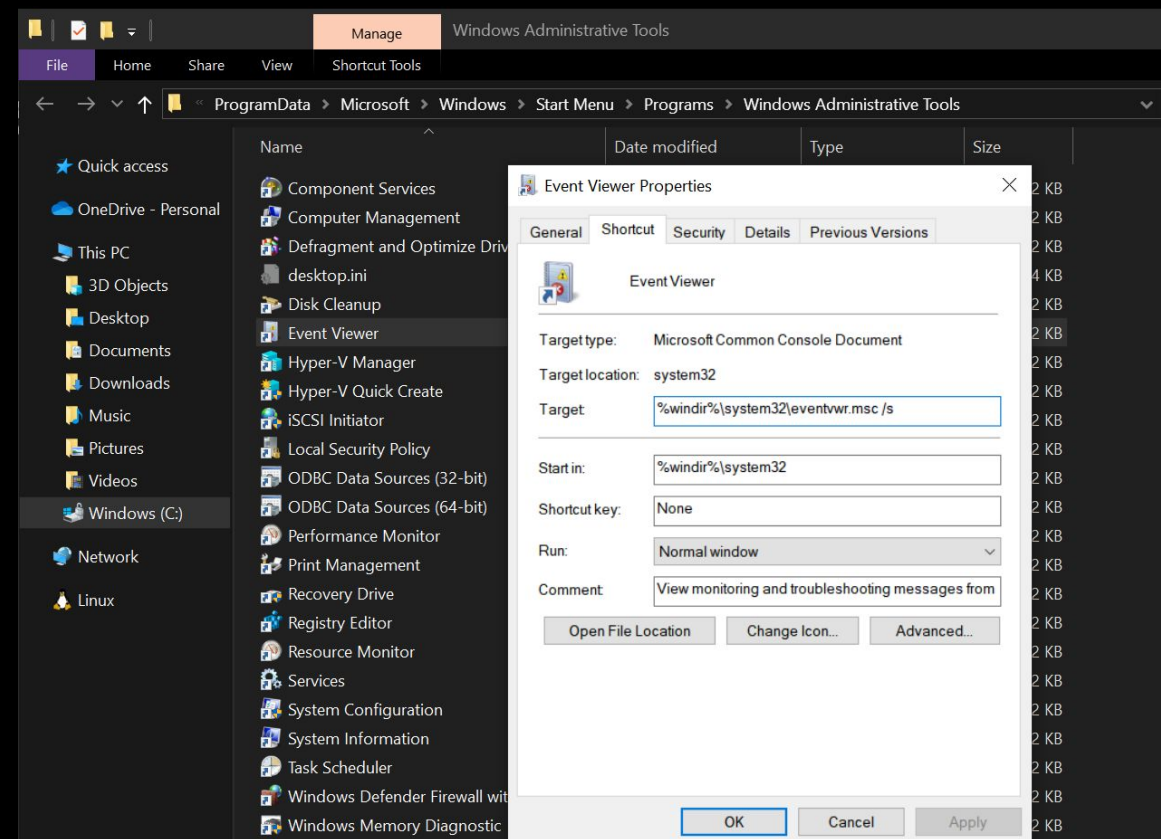 Manage
Windows Administrative Tools
File Home Share View Shortcut Tools
« ProgramData > Microsoft > Windows > Start Menu > Programs > Windows Administrative Tools
Quick access
OneDrive - Personal
This PC
3D Objects
Desktop
Documents
Downloads
Music
Pictures
Videos
Windows (C:)
Network
Linux
Name Date modified Type Size
Component Services 2 KB
Computer Management 2 KB
Defragment and Optimize Driv 2 KB
desktop.ini 4 KB
Disk Cleanup 2 KB
Event Viewer 2 KB
Hyper-V Manager 2 KB
Hyper-V Quick Create 2 KB
iSCSI Initiator 2 KB
Local Security Policy 2 KB
ODBC Data Sources (32-bit) 2 KB
ODBC Data Sources (64-bit) 2 KB
Performance Monitor 2 KB
Print Management 2 KB
Recovery Drive 2 KB
Registry Editor 2 KB
Resource Monitor 2 KB
Services 2 KB
System Configuration 2 KB
System Information 2 KB
Task Scheduler 2 KB
Windows Defender Firewall wit 2 KB
Windows Memory Diagnostic 2 KB
Event Viewer Properties
General Shortcut Security Details Previous Versions
Event Viewer
Target type: Microsoft Common Console Document
Target location: system32
Target: %windir%\system32\eventvwr.msc /s
Start in: %windir%\system32
Shortcut key: None
Run: Normal window
Comment: View monitoring and troubleshooting messages from
Open File Location Change Icon... Advanced...
OK Cancel Apply